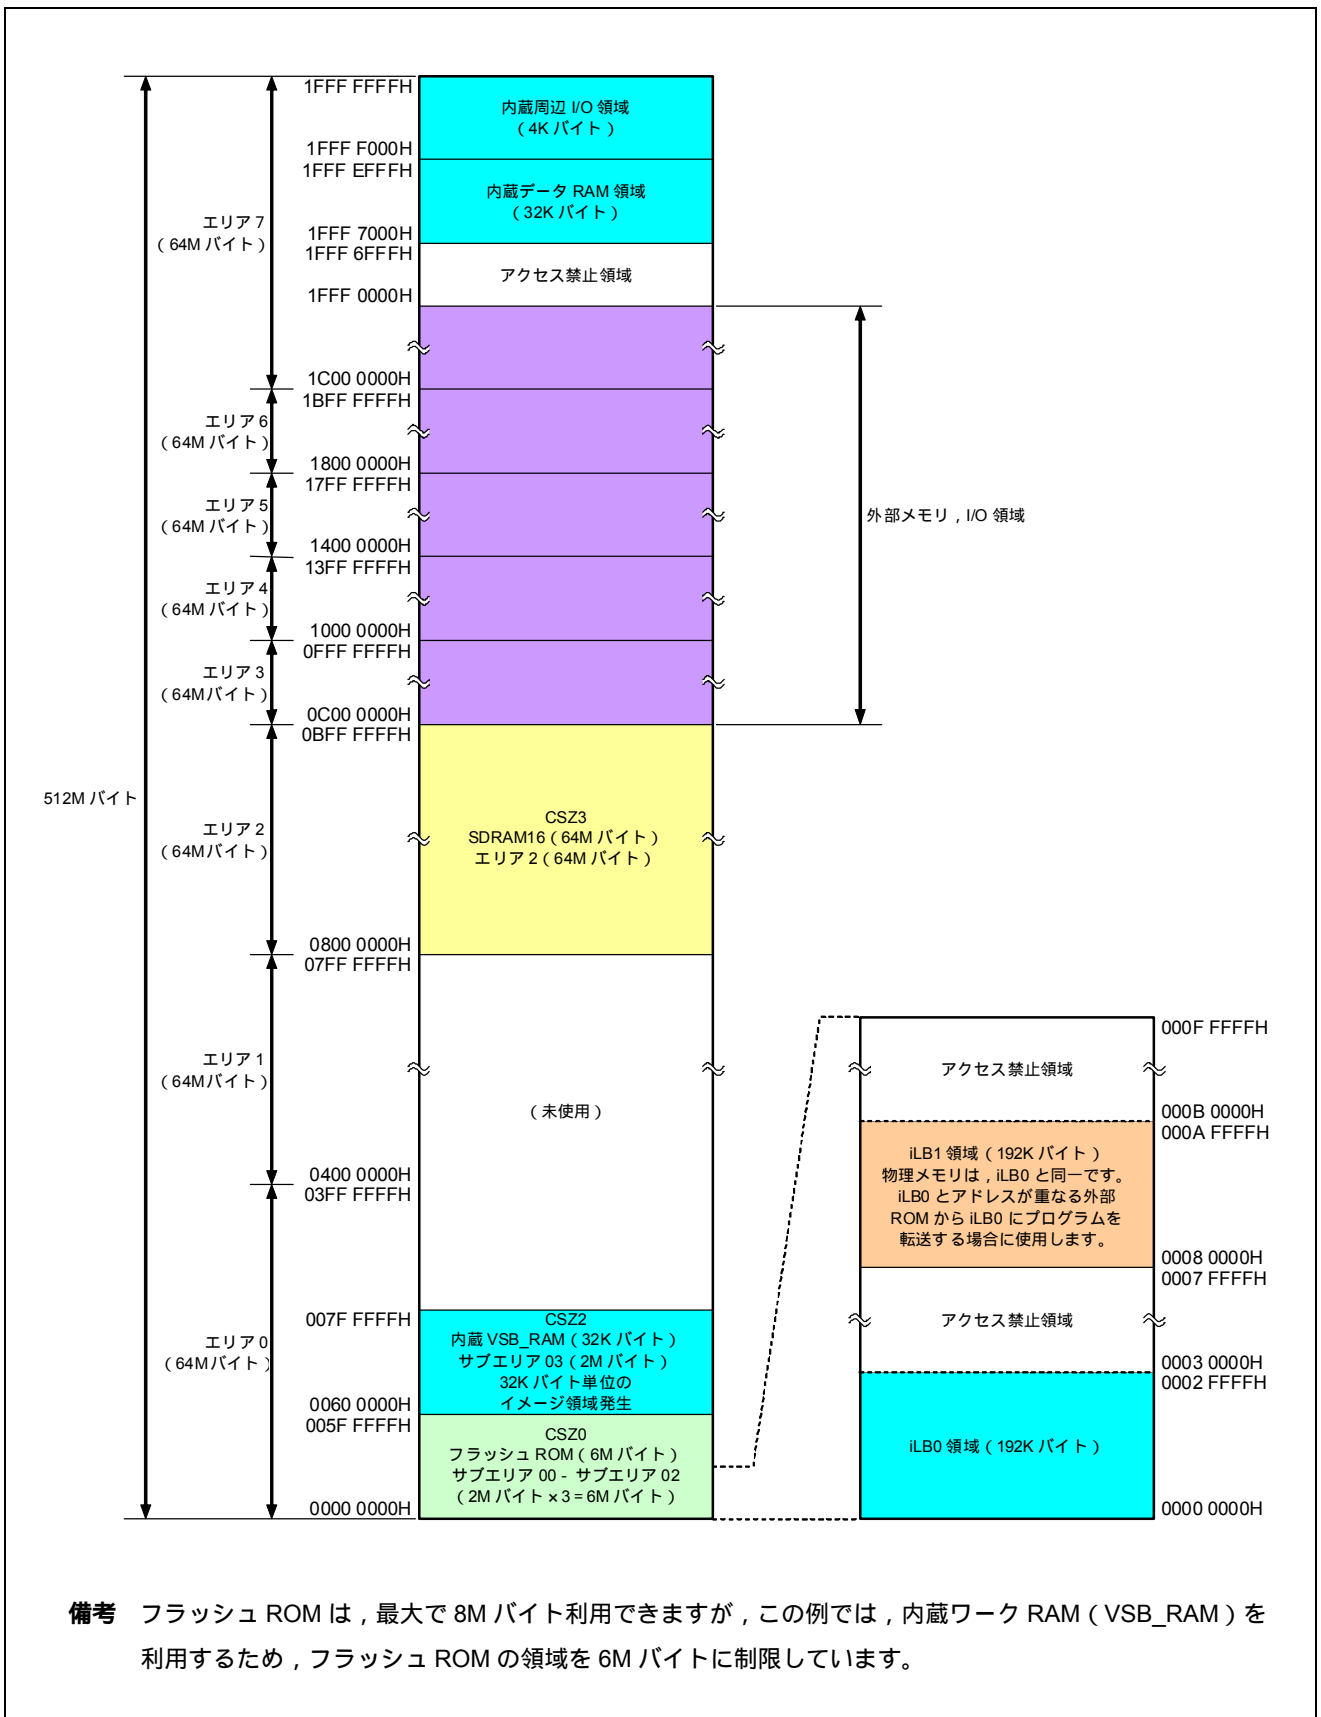 512M バイト
エリア 7
( 64M バイト )
エリア 6
( 64M バイト )
エリア 5
( 64M バイト )
エリア 4
( 64M バイト )
エリア 3
( 64Mバイト )
エリア 2
( 64Mバイト )
エリア 1
( 64Mバイト )
エリア 0
( 64Mバイト )
1FFF FFFFH
1FFF F000H
1FFF EFFFH
1FFF 7000H
1FFF 6FFFH
1FFF 0000H
1C00 0000H
1BFF FFFFH
1800 0000H
17FF FFFFH
1400 0000H
13FF FFFFH
1000 0000H
0FFF FFFFH
0C00 0000H
0BFF FFFFH
0800 0000H
07FF FFFFH
0400 0000H
03FF FFFFH
007F FFFFH
0060 0000H
005F FFFFH
0000 0000H
内蔵周辺 I/O 領域
( 4K バイト )
内蔵データ RAM 領域
( 32K バイト )
アクセス禁止領域
外部メモリ , I/O 領域
CSZ3
SDRAM16 ( 64M バイト )
エリア 2 ( 64M バイト )
( 未使用 )
CSZ2
内蔵 VSB_RAM ( 32K バイト )
サブエリア 03 ( 2M バイト )
32K バイト単位の
イメージ領域発生
CSZ0
フラッシュ ROM ( 6M バイト )
サブエリア 00 - サブエリア 02
( 2M バイト × 3 = 6M バイト )
000F FFFFH
アクセス禁止領域
000B 0000H
000A FFFFH
iLB1 領域 ( 192K バイト )
物理メモリは , iLB0 と同一です。
iLB0 とアドレスが重なる外部
ROM から iLB0 にプログラムを
転送する場合に使用します。
0008 0000H
0007 FFFFH
アクセス禁止領域
0003 0000H
0002 FFFFH
iLB0 領域 ( 192K バイト )
0000 0000H
備考 フラッシュ ROM は , 最大で 8M バイト利用できますが , この例では , 内蔵ワーク RAM ( VSB_RAM ) を
利用するため , フラッシュ ROM の領域を 6M バイトに制限しています。